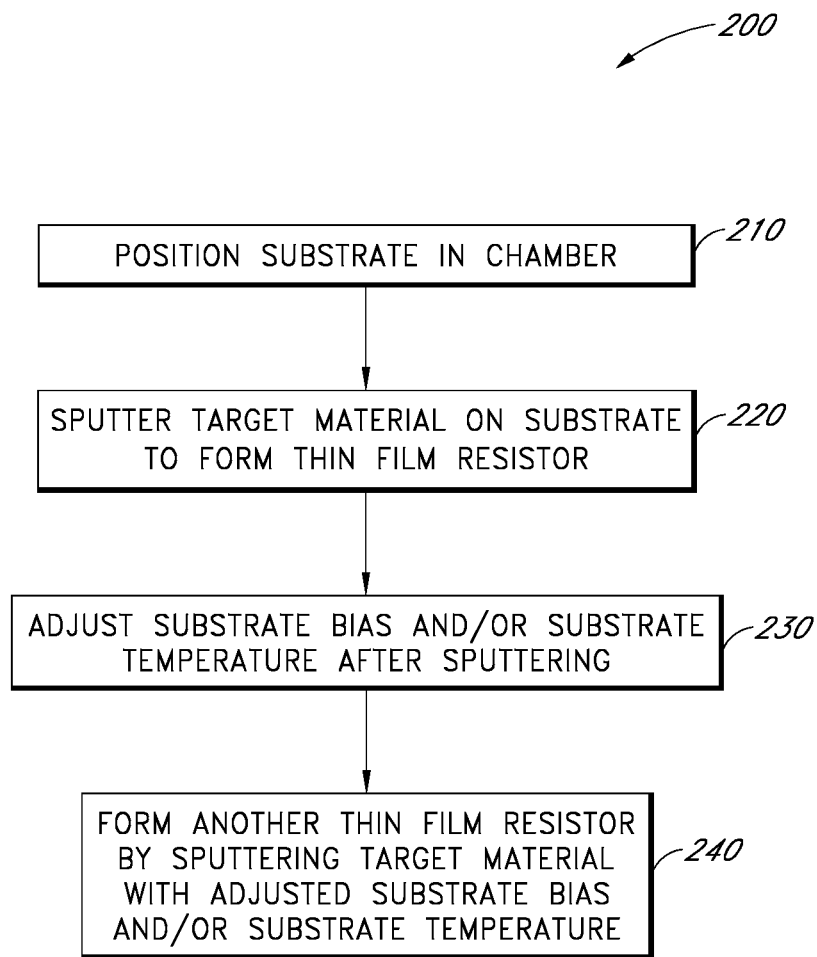 200
POSITION SUBSTRATE IN CHAMBER
210
SPUTTER TARGET MATERIAL ON SUBSTRATE
TO FORM THIN FILM RESISTOR
220
ADJUST SUBSTRATE BIAS AND/OR SUBSTRATE
TEMPERATURE AFTER SPUTTERING
230
FORM ANOTHER THIN FILM RESISTOR
BY SPUTTERING TARGET MATERIAL
WITH ADJUSTED SUBSTRATE BIAS
AND/OR SUBSTRATE TEMPERATURE
240